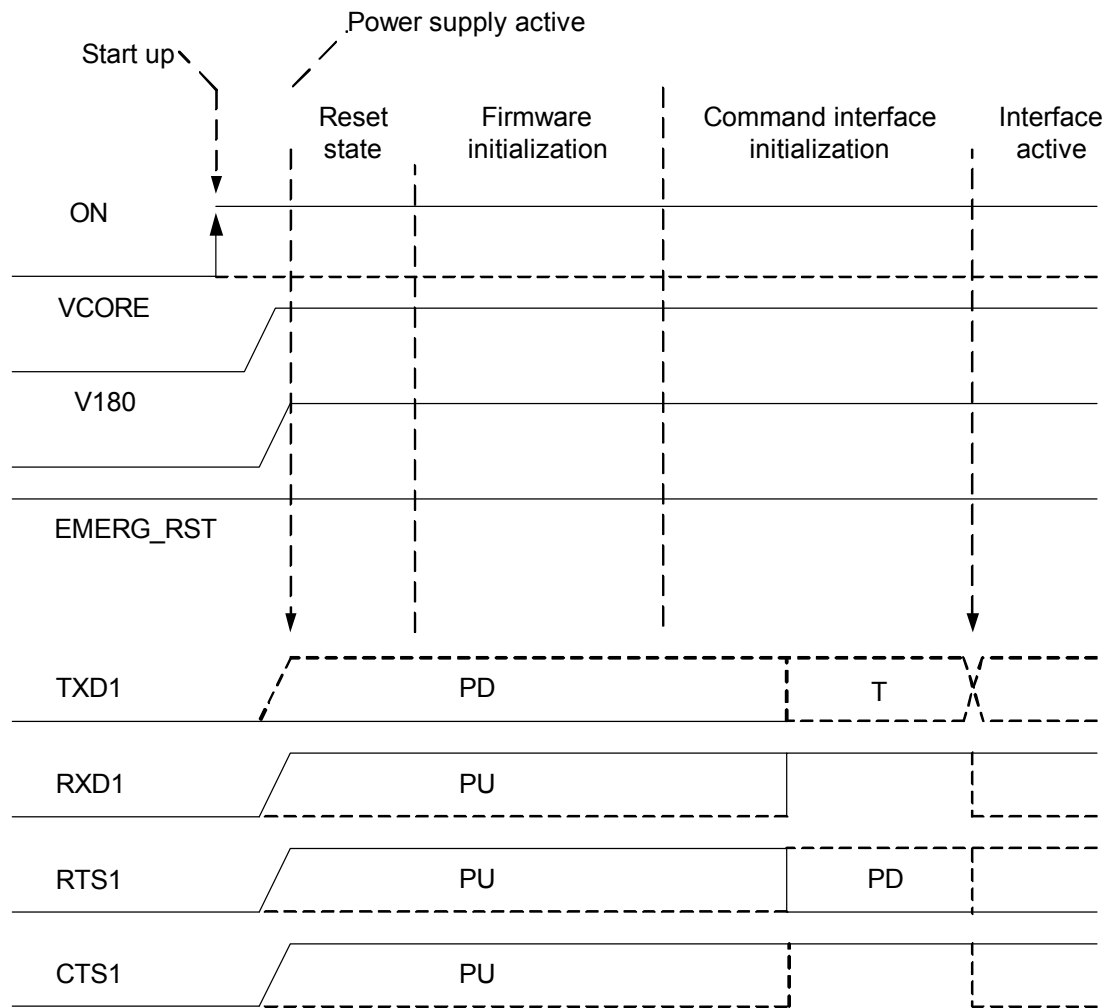 Power supply active
Start up
Reset
state
Firmware
initialization
Command interface
initialization
Interface
active
ON
VCORE
V180
EMERG_RST
TXD1
PD
T
RXD1
PU
RTS1
PU
PD
CTS1
PU